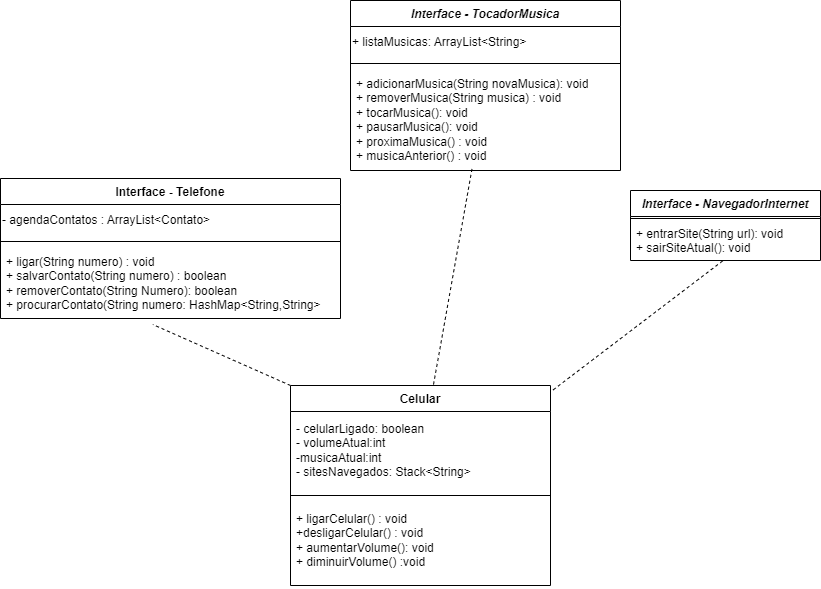 Interface - TocadorMusica
+ listaMusicas: ArrayList<String>
+ adicionarMusica(String novaMusica): void
+ removerMusica(String musica) : void
+ tocarMusica(): void
+ pausarMusica(): void
+ proximaMusica() : void
+ musicaAnterior() : void
Interface - Telefone
- agendaContatos : ArrayList<Contato>
+ ligar(String numero) : void
+ salvarContato(String numero) : boolean
+ removerContato(String Numero): boolean
+ procurarContato(String numero: HashMap<String,String>
Interface - NavegadorInternet
+ entrarSite(String url): void
+ sairSiteAtual(): void
Celular
- celularLigado: boolean
- volumeAtual:int
-musicaAtual:int
- sitesNavegados: Stack<String>
+ ligarCelular() : void
+desligarCelular() : void
+ aumentarVolume(): void
+ diminuirVolume() :void